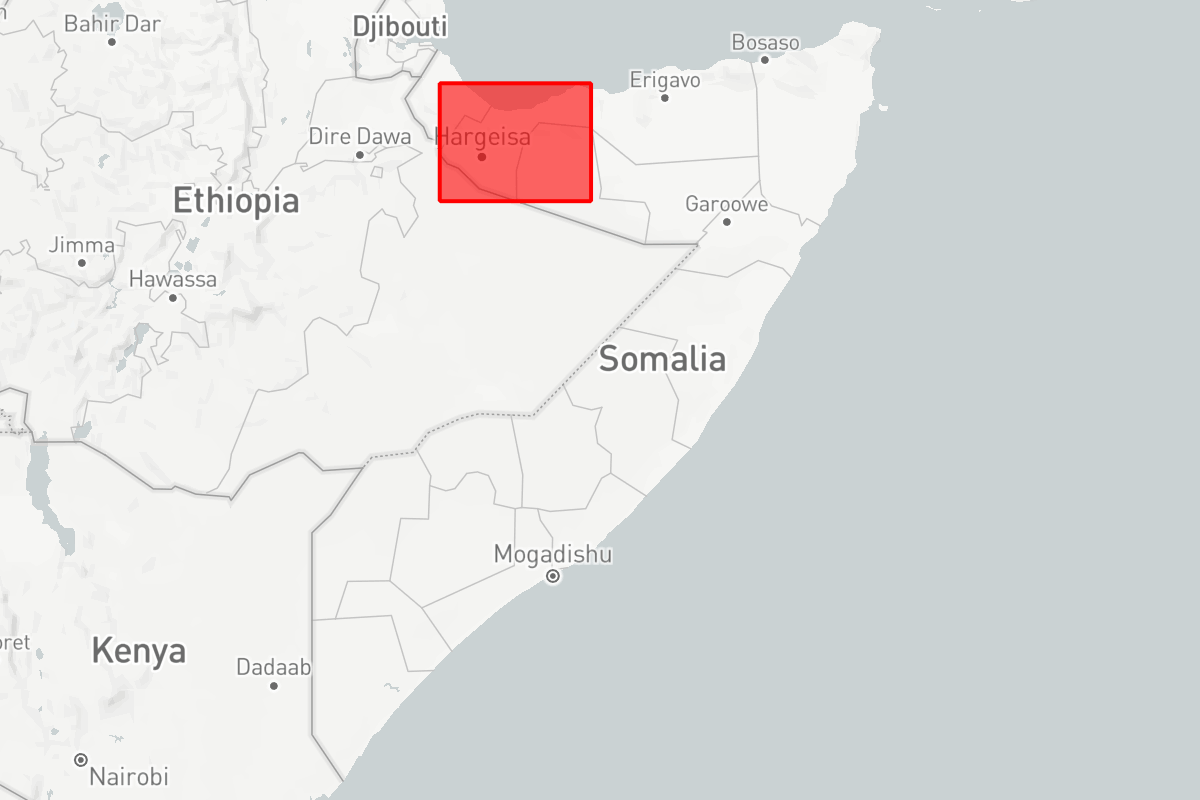 Bahir Dar
Djibouti
Bosaso
Erigavo
Dire Dawa
Hargeisa
Ethiopia
Garoowe
Jimma
Hawassa
Somalia
Mogadishu
Kenya
Dadaab
Nairobi